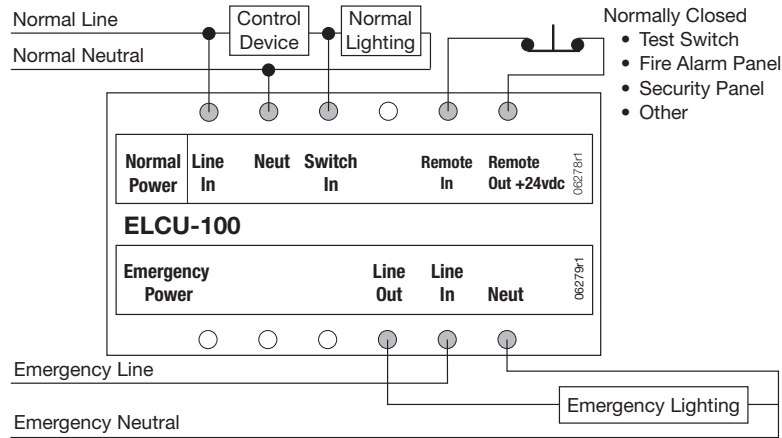 Normal Line
Control
Device
Normal
Lighting
Normal Neutral
Normally Closed
• Test Switch
• Fire Alarm Panel
• Security Panel
• Other
Normal
Power
Line
In
Neut
Switch
In
Remote
In
Remote
Out +24vdc
06278r1
ELCU-100
Emergency
Power
Line
Out
Line
In
Neut
06279r1
Emergency Line
Emergency Lighting
Emergency Neutral